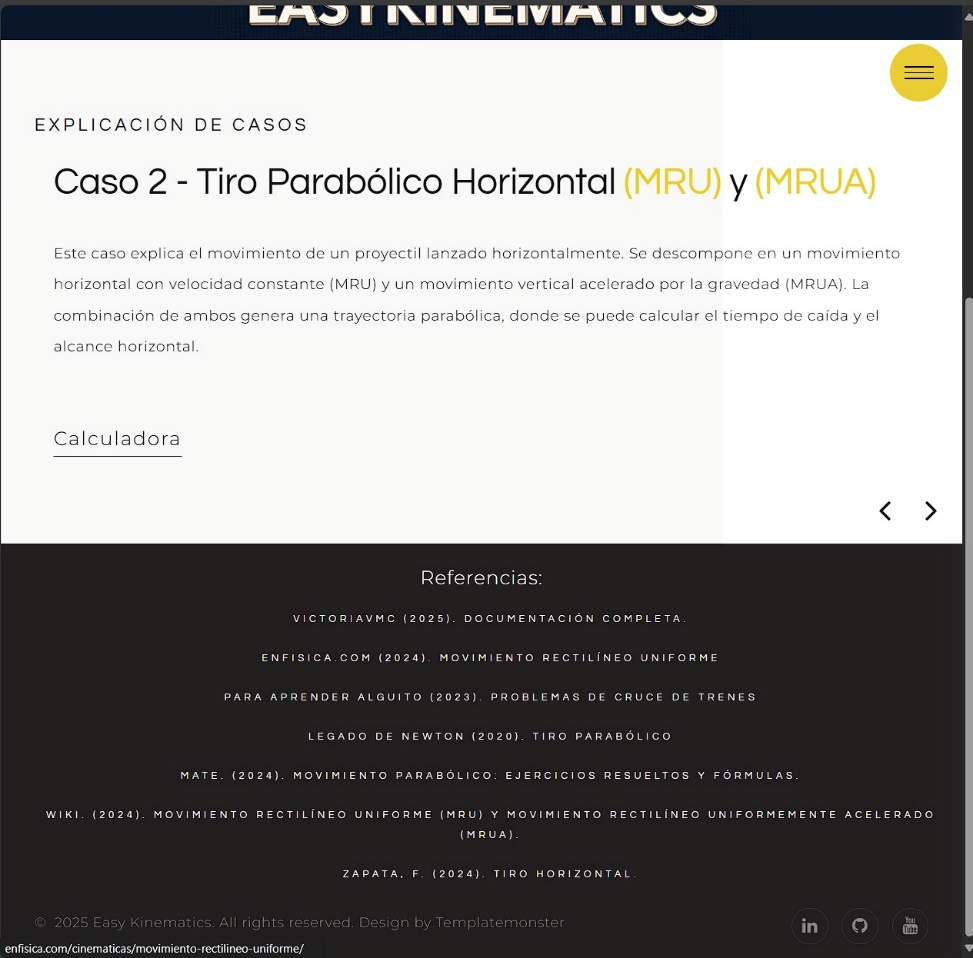 EASYKINEMATICS
EXPLICACIÓN DE CASOS
Caso 2 - Tiro Parabólico Horizontal (MRU) y (MRUA)
Este caso explica el movimiento de un proyectil lanzado horizontalmente. Se descompone en un movimiento
horizontal con velocidad constante (MRU) y un movimiento vertical acelerado por la gravedad (MRUA). La
combinación de ambos genera una trayectoria parabólica, donde se puede calcular el tiempo de caída y el
alcance horizontal.
Calculadora
Referencias:
VICTORIAVMC (2025). DOCUMENTACIÓN COMPLETA.
ENFISICA.COM (2024). MOVIMIENTO RECTILÍNEO UNIFORME
PARA APRENDER ALGUITO (2023). PROBLEMAS DE CRUCE DE TRENES
LEGADO DE NEWTON (2020). TIRO PARABÓLICO
MATE. (2024). MOVIMIENTO PARABÓLICO: EJERCICIOS RESUELTOS Y FÓRMULAS.
WIKI. (2024). MOVIMIENTO RECTILÍNEO UNIFORME (MRU) Y MOVIMIENTO RECTILÍNEO UNIFORMEMENTE ACELERADO
(MRUA).
ZAPATA, F. (2024). TIRO HORIZONTAL.
© 2025 Easy Kinematics. All rights reserved. Design by Templatemonster
in
You
Tube
enfisica.com/cinematicas/movimiento-rectilineo-uniforme/